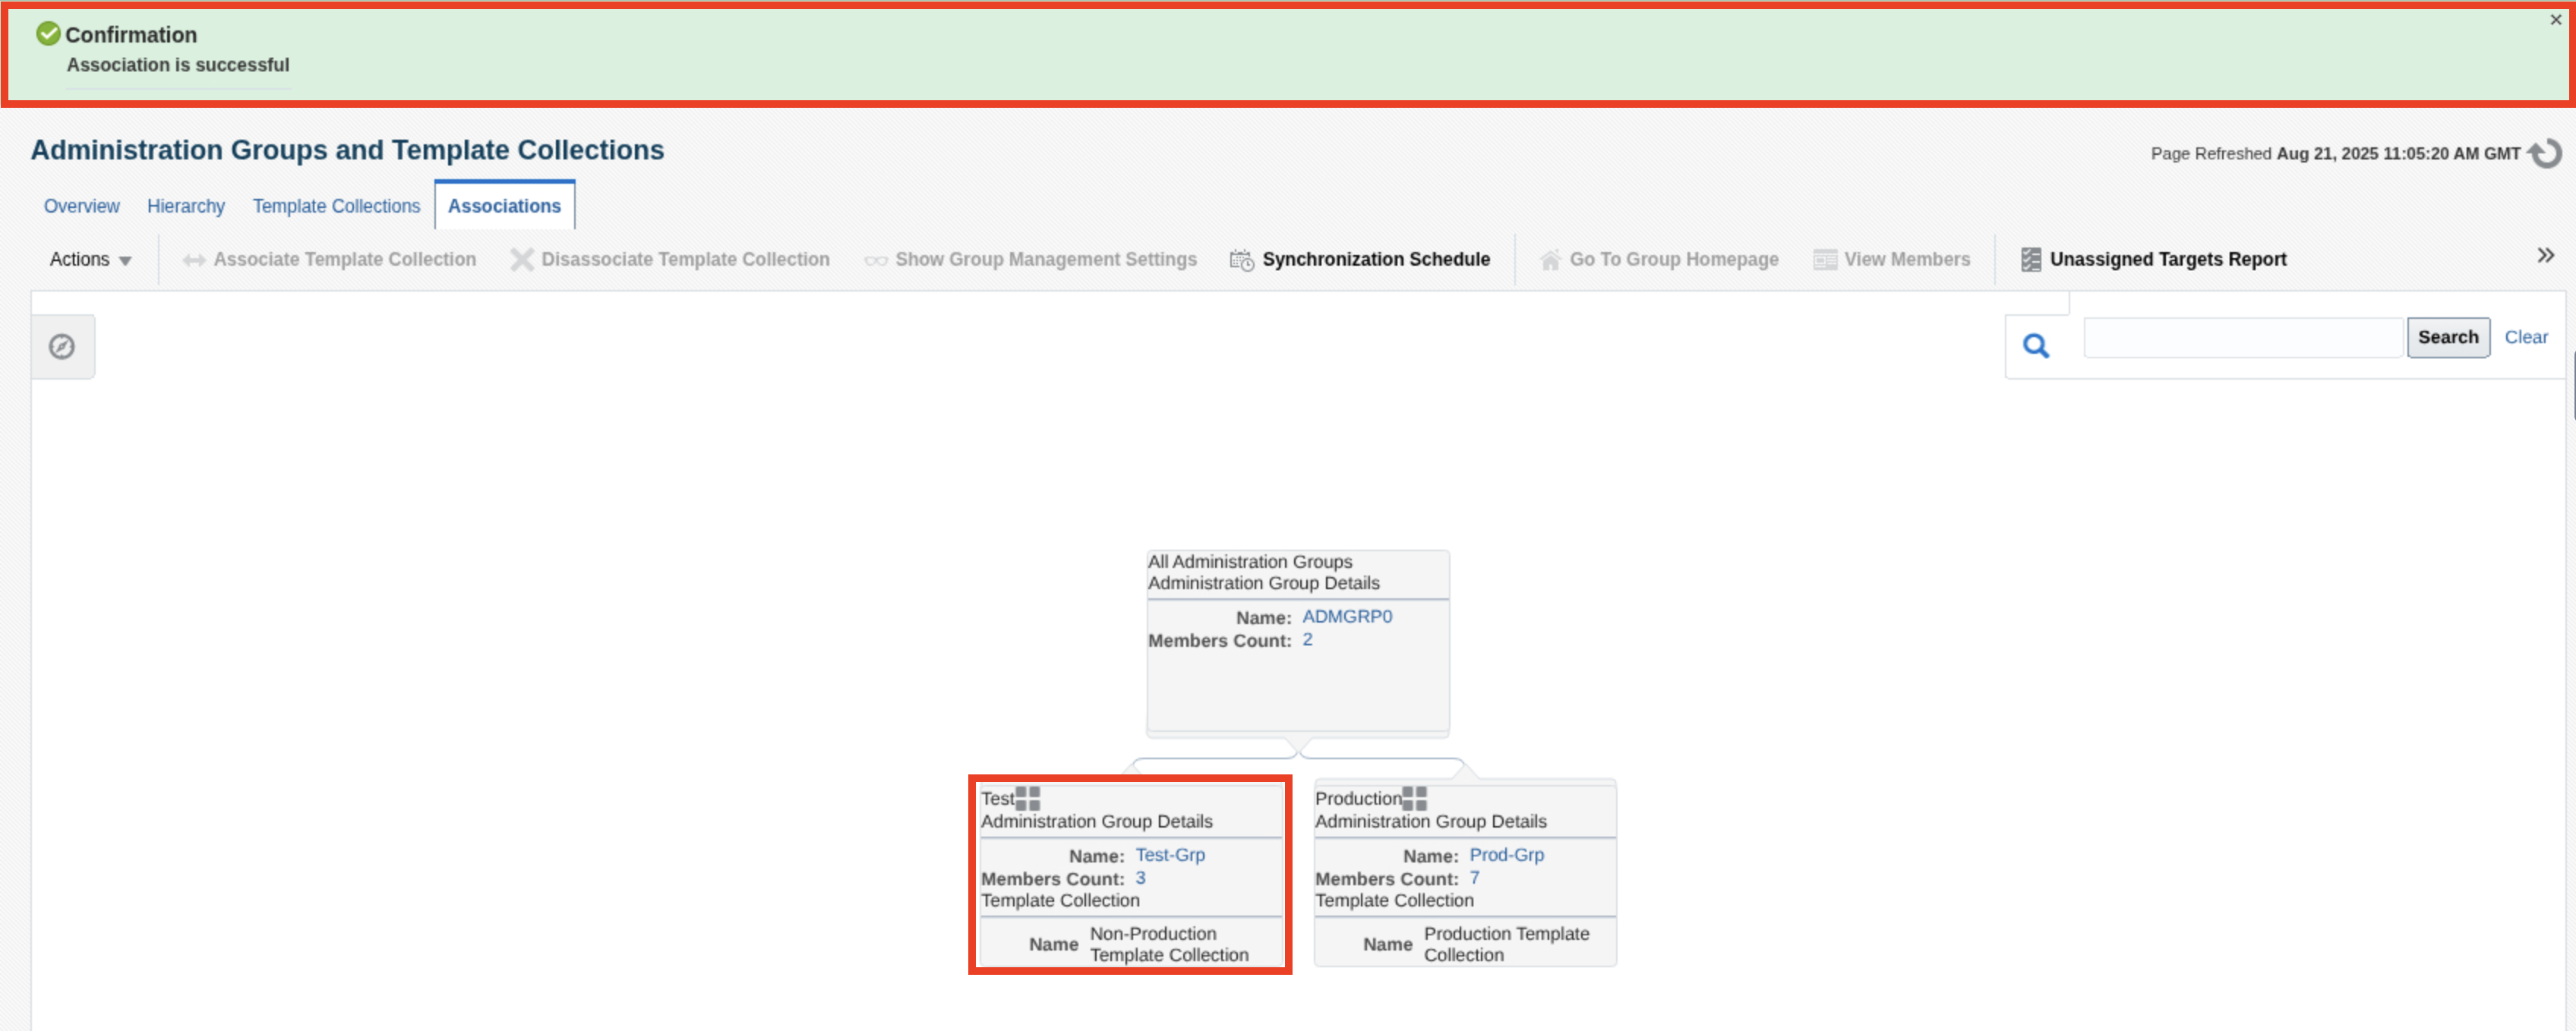 Confirmation
Association is successful
Administration Groups and Template Collections
Page Refreshed Aug 21, 2025 11:05:20 AM GMT
Overview Hierarchy Template Collections Associations
Actions Associate Template Collection Disassociate Template Collection Show Group Management Settings Synchronization Schedule Go To Group Homepage View Members Unassigned Targets Report
Search Clear
All Administration Groups
Administration Group Details
Name: ADMGRP0
Members Count: 2
Test
Administration Group Details
Name: Test-Grp
Members Count: 3
Template Collection
Name Non-Production
Template Collection
Production
Administration Group Details
Name: Prod-Grp
Members Count: 7
Template Collection
Name Production Template
Collection